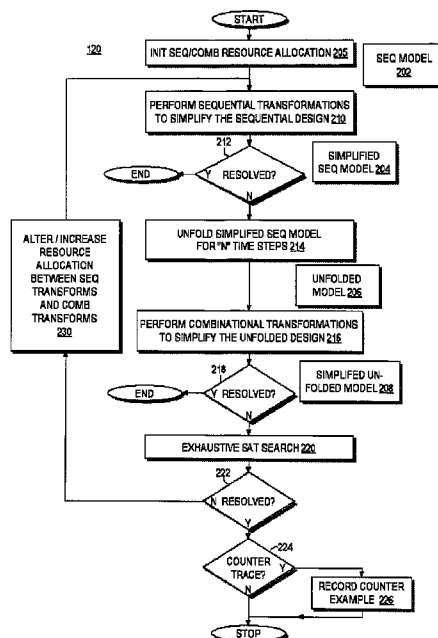 START
120
INIT SEQ/COMB RESOURCE ALLOCATION 205
SEQ MODEL
202
PERFORM SEQUENTIAL TRANSFORMATIONS
TO SIMPLIFY THE SEQUENTIAL DESIGN 210
212
END
Y RESOLVED?
N
SIMPLIFIED
SEQ MODEL 204
UNFOLD SIMPLIFED SEQ MODEL
FOR "N" TIME STEPS 214
ALTER / INCREASE
RESOURCE
ALLOCATION
BETWEEN SEQ
TRANSFORMS
AND COMB
TRANSFORMS
230
UNFOLDED
MODEL 206
PERFORM COMBINATIONAL TRANSFORMATIONS
TO SIMPLIFY THE UNFOLDED DESIGN 216
218
END
Y RESOLVED?
N
SIMPLIFED UN-
FOLDED MODEL 208
EXHAUSTIVE SAT SEARCH 220
222
N RESOLVED?
Y
224
COUNTER Y
TRACE?
N
RECORD COUNTER
EXAMPLE 226
STOP